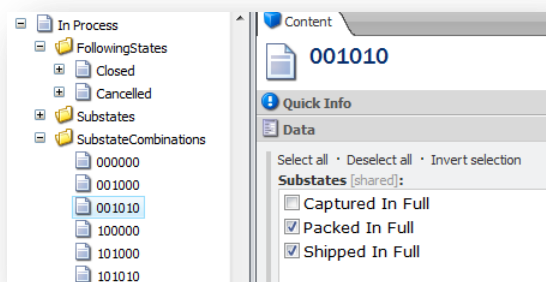 In Process
FollowingStates
Closed
Cancelled
Substates
SubstateCombinations
000000
001000
001010
100000
101000
101010
Content
001010
Quick Info
Data
Select all · Deselect all · Invert selection
Substates [shared]:
Captured In Full
Packed In Full
Shipped In Full